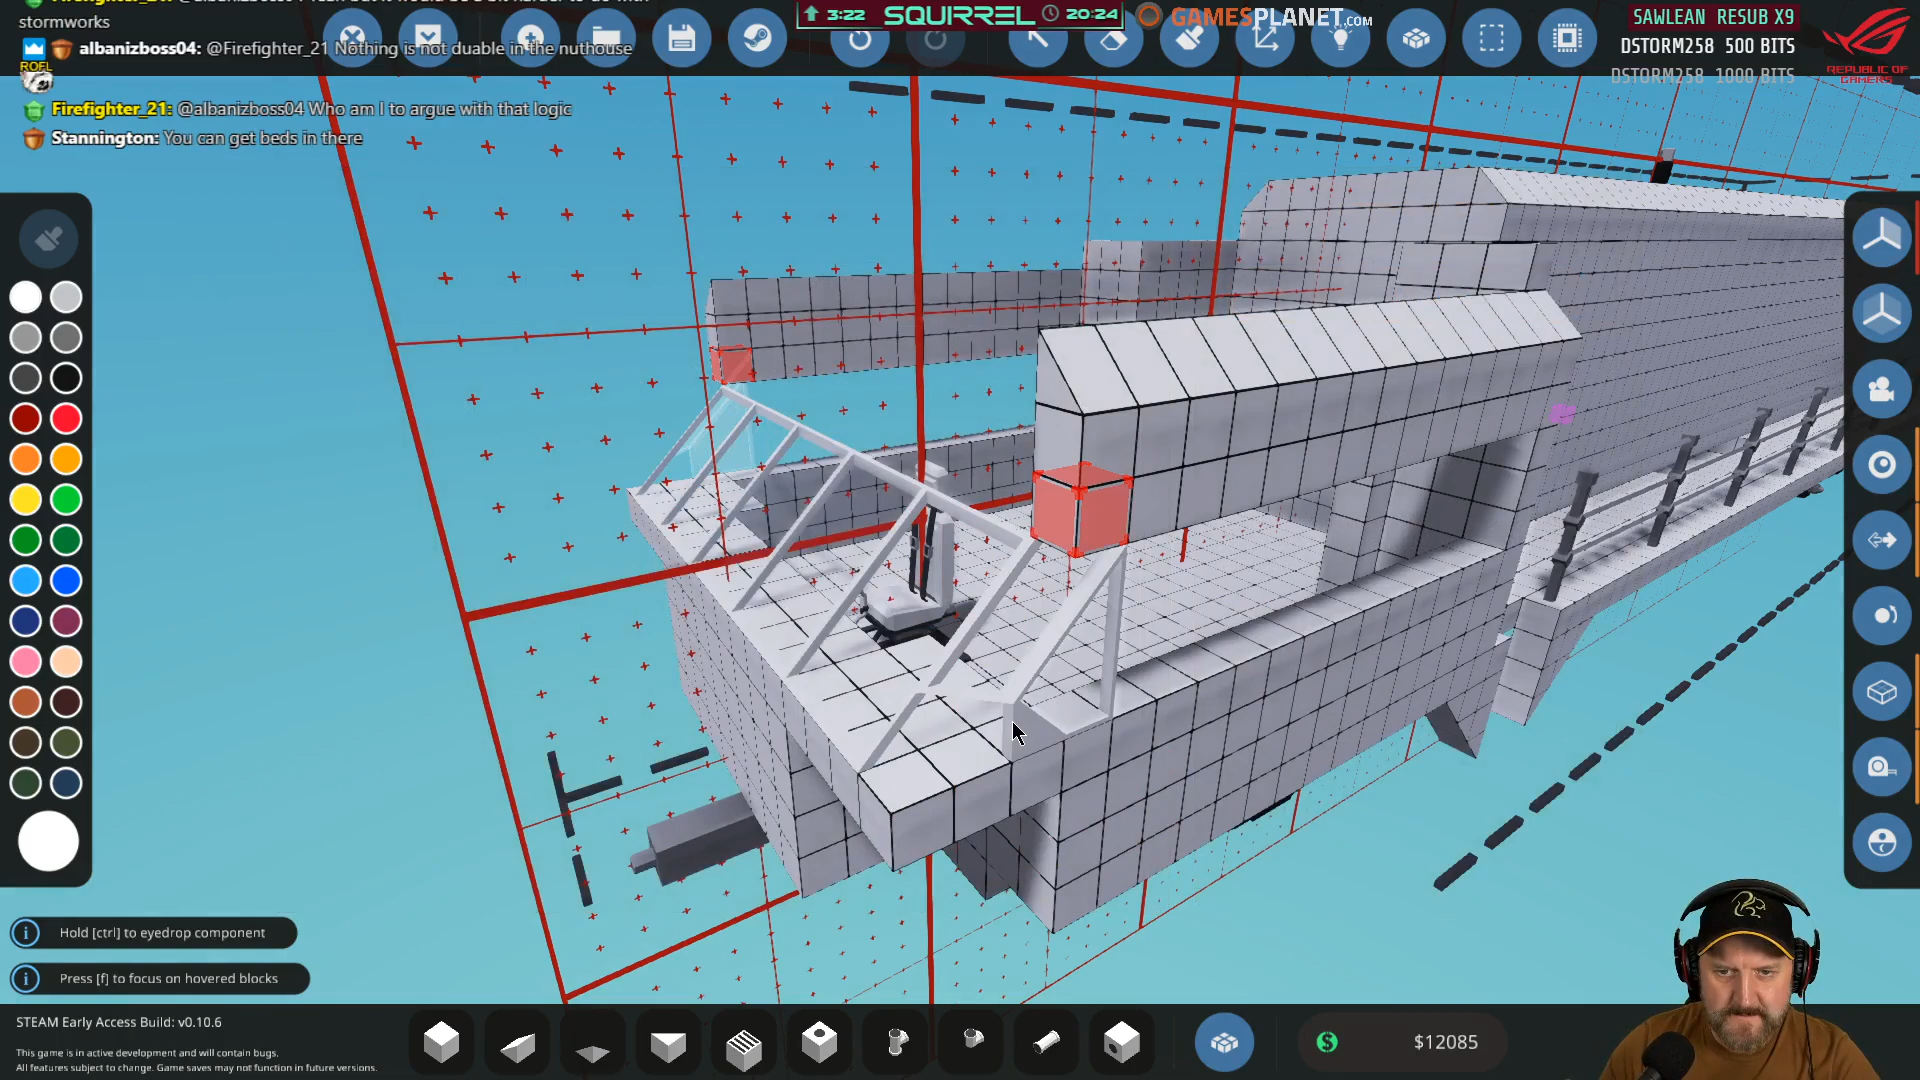 stormworks
albanizboss04: @Firefighter_21 Nothing is not duable in the nuthouse
ROFL
Firefighter_21: @albanizboss04 Who am I to argue with that logic
Stannington: You can get beds in there
3:22 SQUIRREL 20:24
GAMESPLANET.COM
SAWLEAN RESUB X9
DSTORM258 500 BITS
DSTORM258 1000 BITS
REPUBLIC OF GAMERS
Hold [ctrl] to eyedrop component
Press [f] to focus on hovered blocks
STEAM Early Access Build: v0.10.6
This game is in active development and will contain bugs.
All features subject to change. Game saves may not function in future versions.
$12085